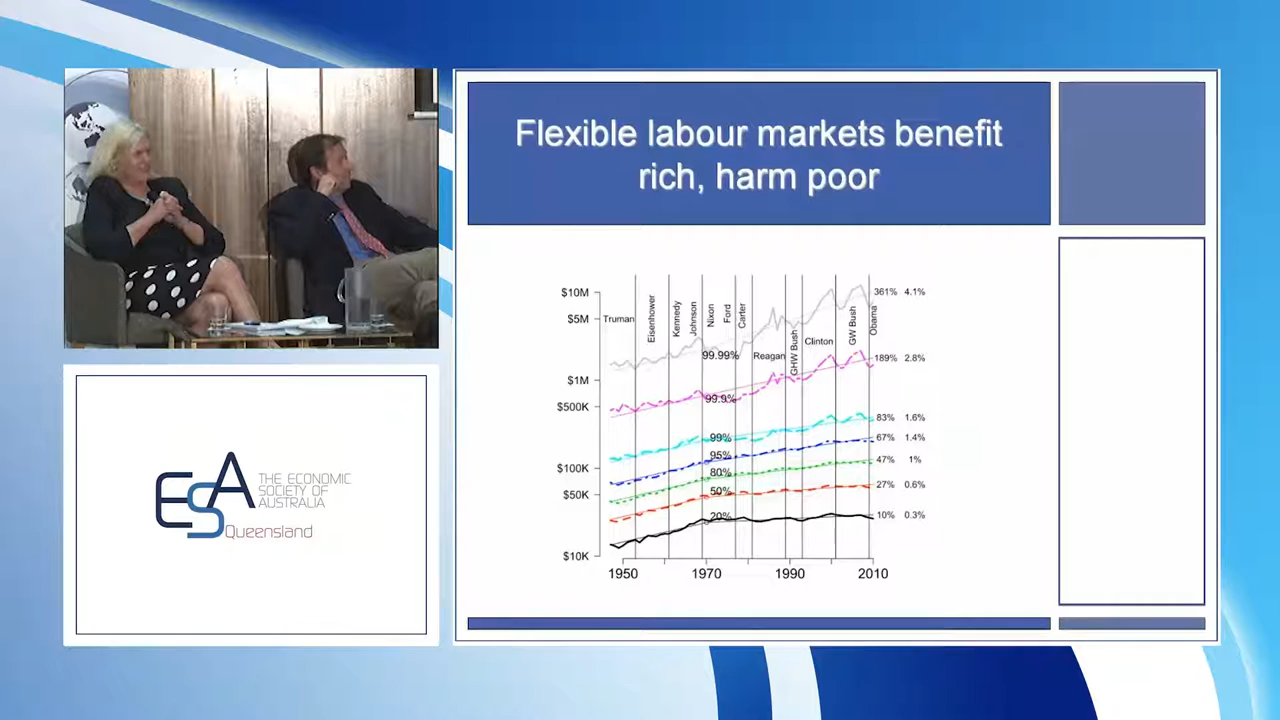 Flexible labour markets benefit
rich, harm poor
ESA
THE ECONOMIC
SOCIETY OF
AUSTRALIA
Queensland
$10M
$5M
$1M
$500K
$100K
$50K
$10K
Truman
Eisenhower
Kennedy
Johnson
Nixon
Ford
Carter
Reagan
GHW Bush
Clinton
GW Bush
Obama
99.99%
99.9%
99%
95%
80%
50%
20%
361% 4.1%
189% 2.8%
83% 1.6%
67% 1.4%
47% 1%
27% 0.6%
10% 0.3%
1950 1970 1990 2010